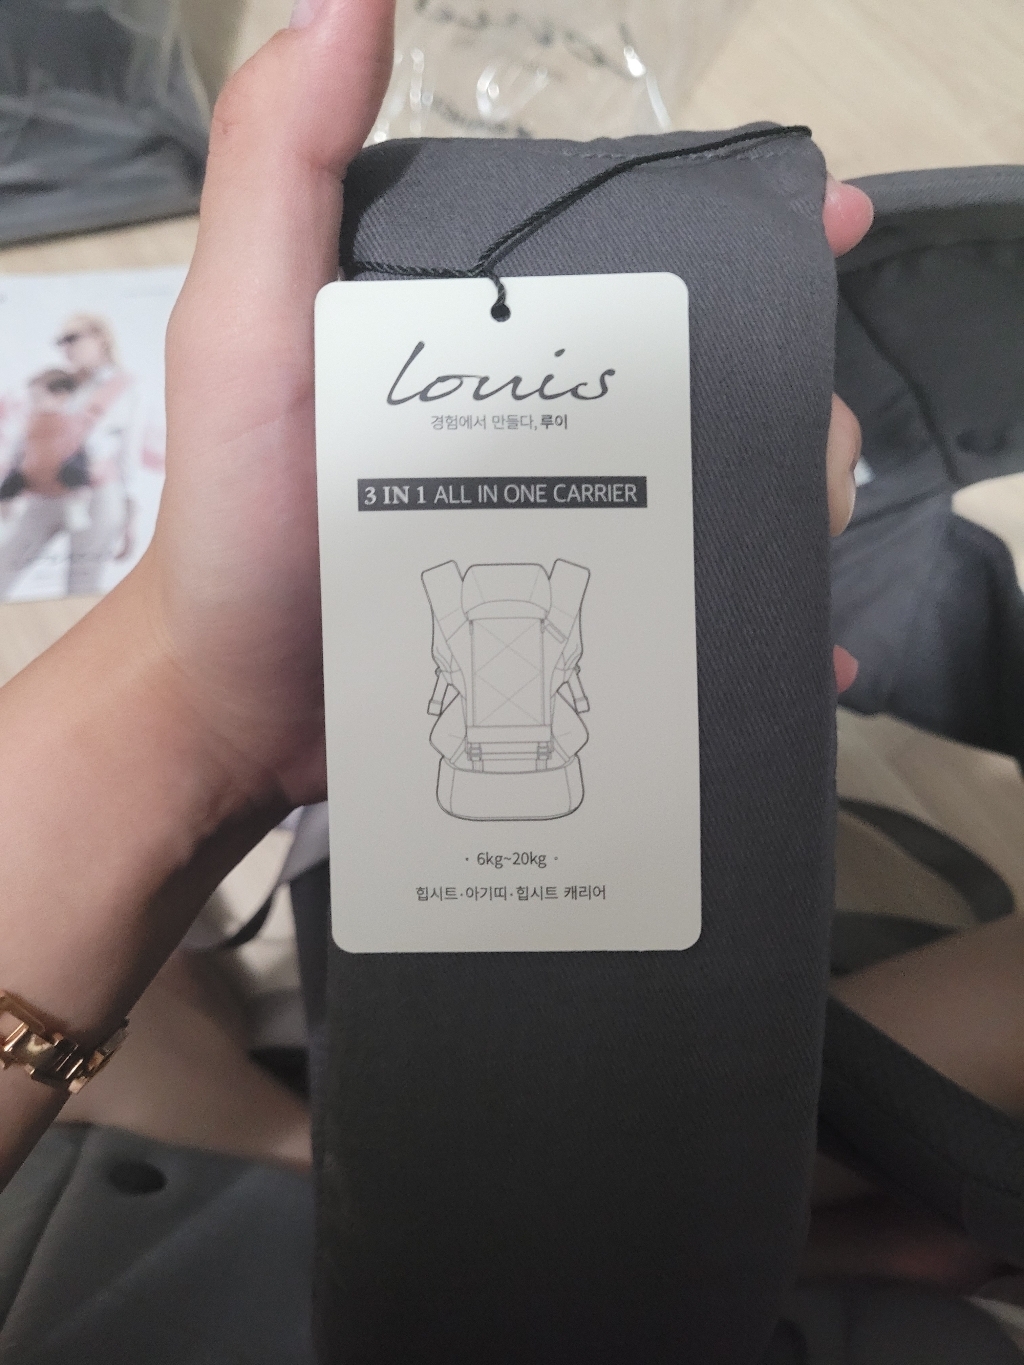 Louis
경험에서 만들다, 루이
3 IN 1 ALL IN ONE CARRIER
· 6kg~20kg ·
힙시트·아기띠·힙시트 캐리어